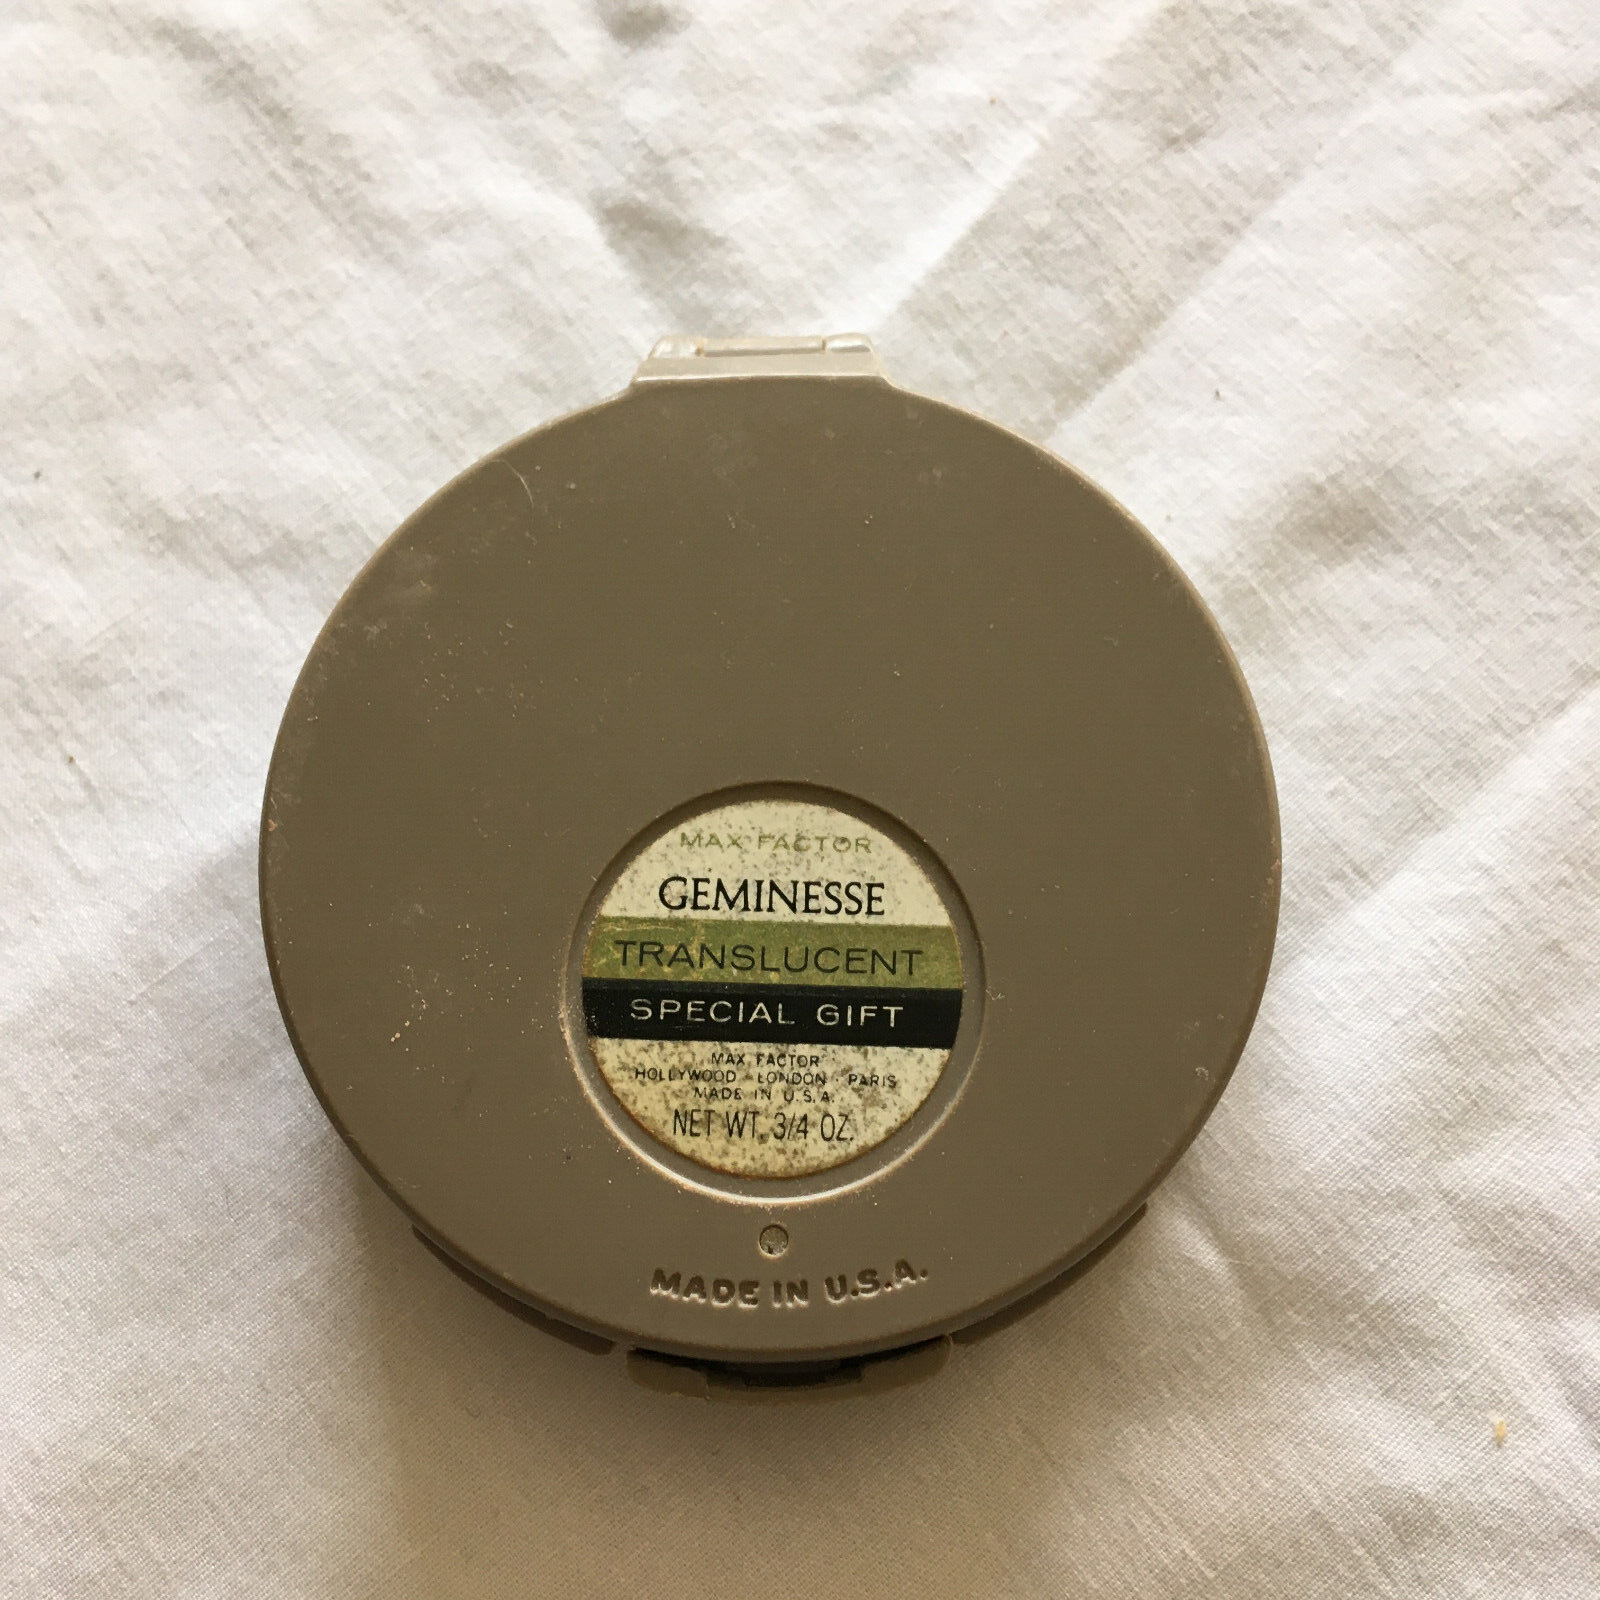 MAX FACTOR
GEMINESSE
TRANSLUCENT
SPECIAL GIFT
MAX FACTOR
HOLLYWOOD · LONDON · PARIS
MADE IN U.S.A.
NET WT. 3/4 OZ.
MADE IN U.S.A.